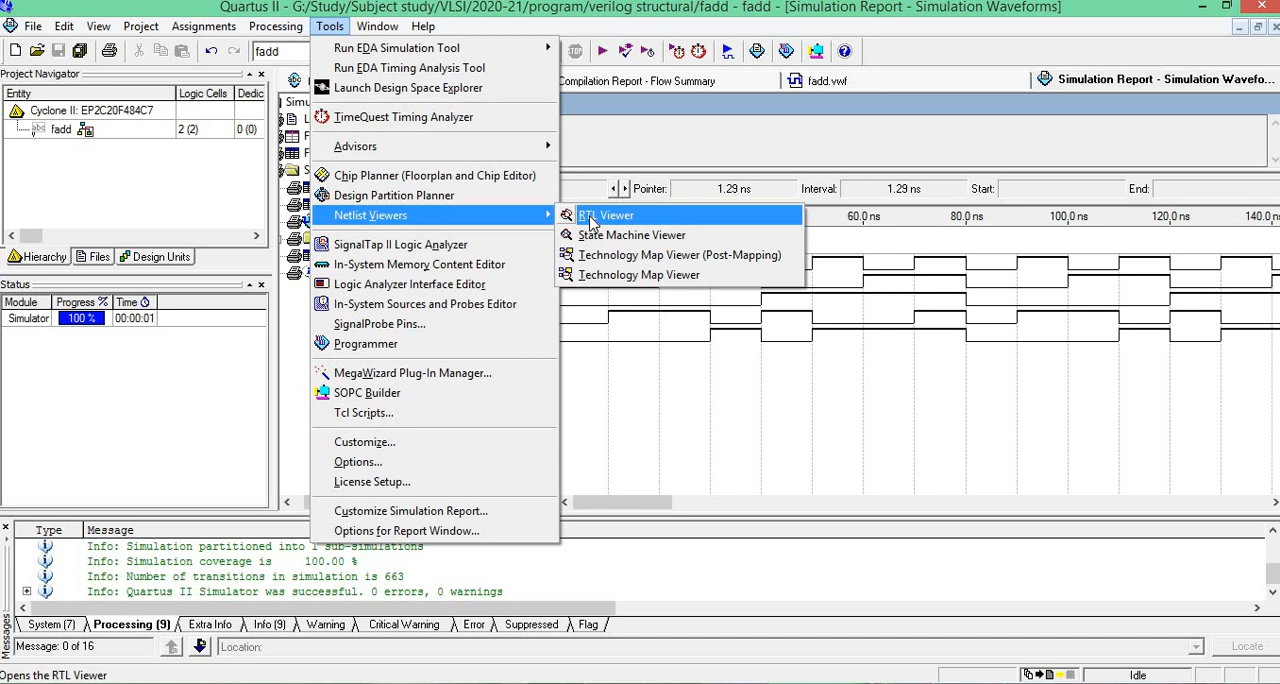 Quartus II - G:/Study/Subject study/VLSI/2020-21/program/verilog structural/fadd - fadd - [Simulation Report - Simulation Waveforms]
File Edit View Project Assignments Processing Tools Window Help
fadd
Project Navigator
Entity Logic Cells Dedic
Cyclone II: EP2C20F484C7
fadd 2 (2) 0 (0)
Hierarchy Files Design Units
Status
Module Progress % Time
Simulator 100 % 00:00:01
Run EDA Simulation Tool
Run EDA Timing Analysis Tool
Launch Design Space Explorer
TimeQuest Timing Analyzer
Advisors
Chip Planner (Floorplan and Chip Editor)
Design Partition Planner
Netlist Viewers
SignalTap II Logic Analyzer
In-System Memory Content Editor
Logic Analyzer Interface Editor
In-System Sources and Probes Editor
SignalProbe Pins...
Programmer
MegaWizard Plug-In Manager...
SOPC Builder
Tcl Scripts...
Customize...
Options...
License Setup...
Customize Simulation Report...
Options for Report Window...
RTL Viewer
State Machine Viewer
Technology Map Viewer (Post-Mapping)
Technology Map Viewer
Compilation Report - Flow Summary
fadd.vwf
Simulation Report - Simulation Wavefo...
Simu
Pointer: 1.29 ns Interval: 1.29 ns Start: End:
60.0 ns 80.0 ns 100.0 ns 120.0 ns 140.0 n
Type Message
Info: Simulation partitioned into 1 sub-simulations
Info: Simulation coverage is 100.00 %
Info: Number of transitions in simulation is 663
Info: Quartus II Simulator was successful. 0 errors, 0 warnings
System (7) Processing (9) Extra Info Info (9) Warning Critical Warning Error Suppressed Flag
Messages
Message: 0 of 16 Location: Locate
Opens the RTL Viewer Idle